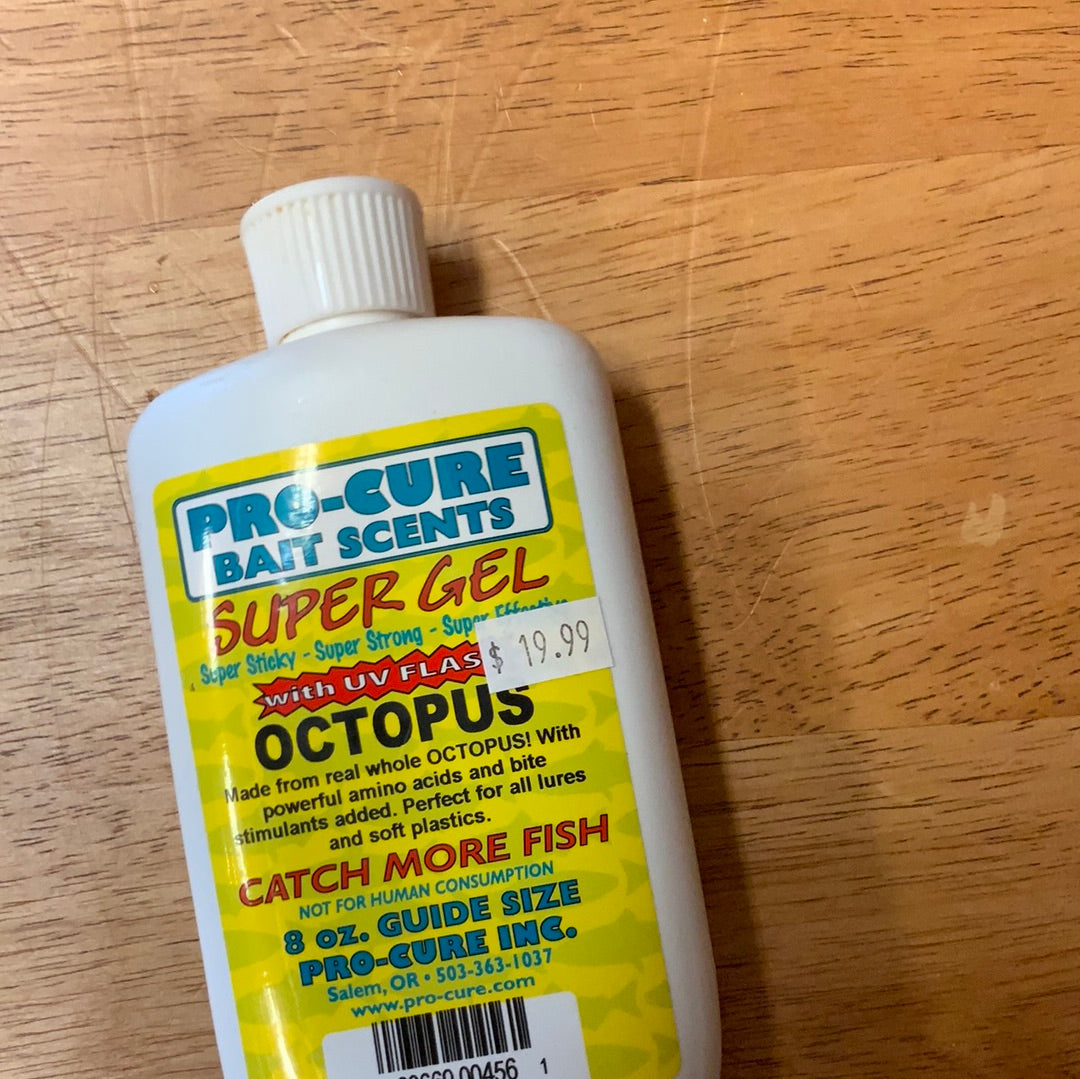 PRO-CURE
BAIT SCENTS
SUPER GEL
Super Sticky - Super Strong - Super Effective
$ 19.99
with UV FLAS
OCTOPUS
Made from real whole OCTOPUS! With
powerful amino acids and bite
stimulants added. Perfect for all lures
and soft plastics.
CATCH MORE FISH
NOT FOR HUMAN CONSUMPTION
8 oz. GUIDE SIZE
PRO-CURE INC.
Salem, OR • 503-363-1037
www.pro-cure.com
00456 1